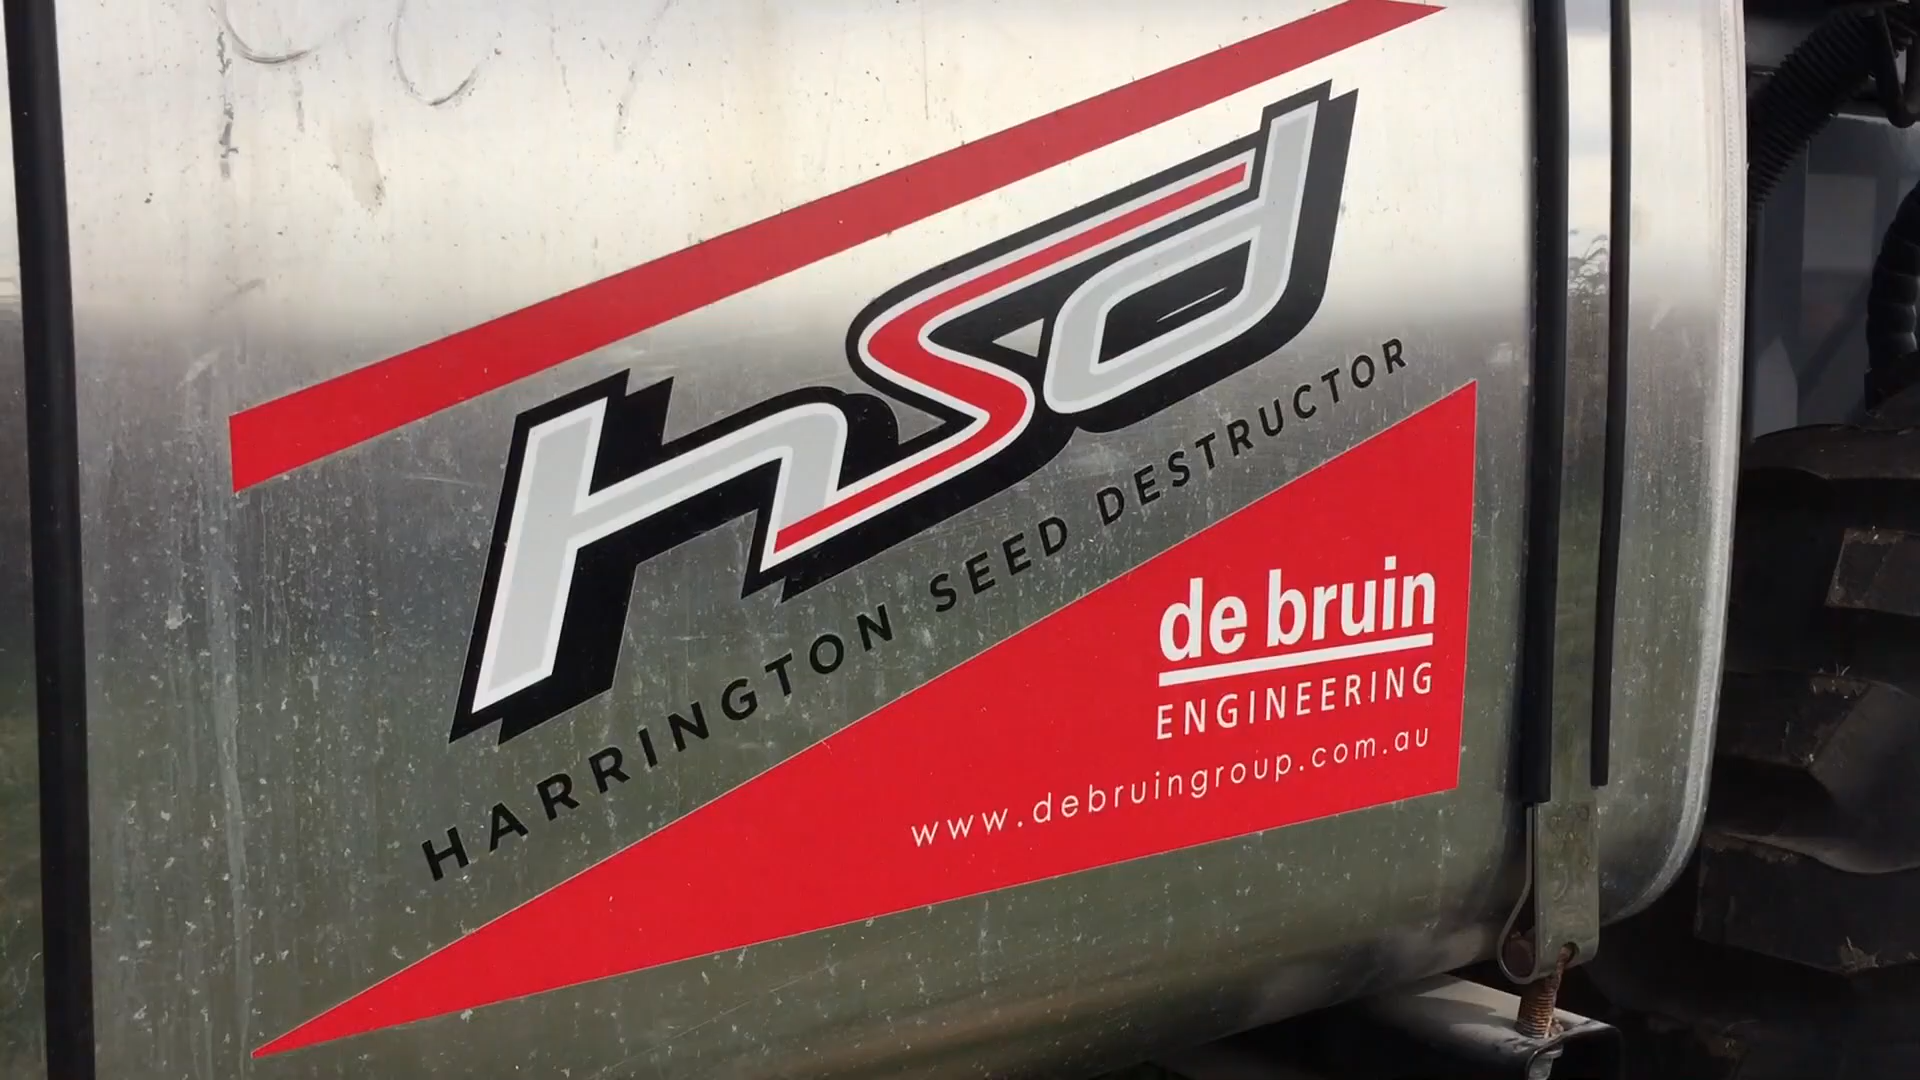 hsd
HARRINGTON SEED DESTRUCTOR
de bruin
ENGINEERING
www.debruingroup.com.au